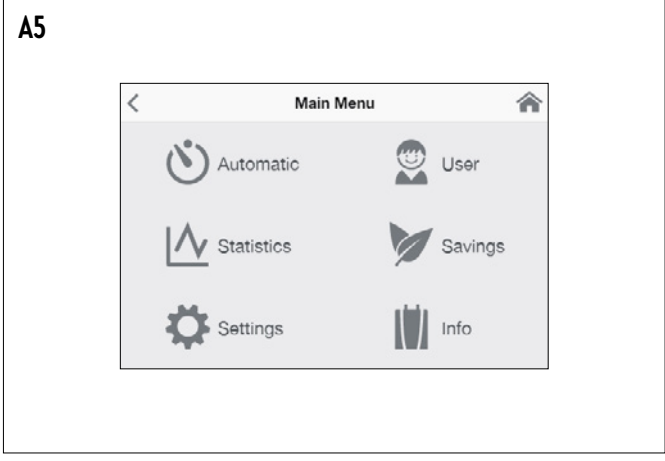 A5
Main Menu
Automatic
User
Statistics
Savings
Settings
Info